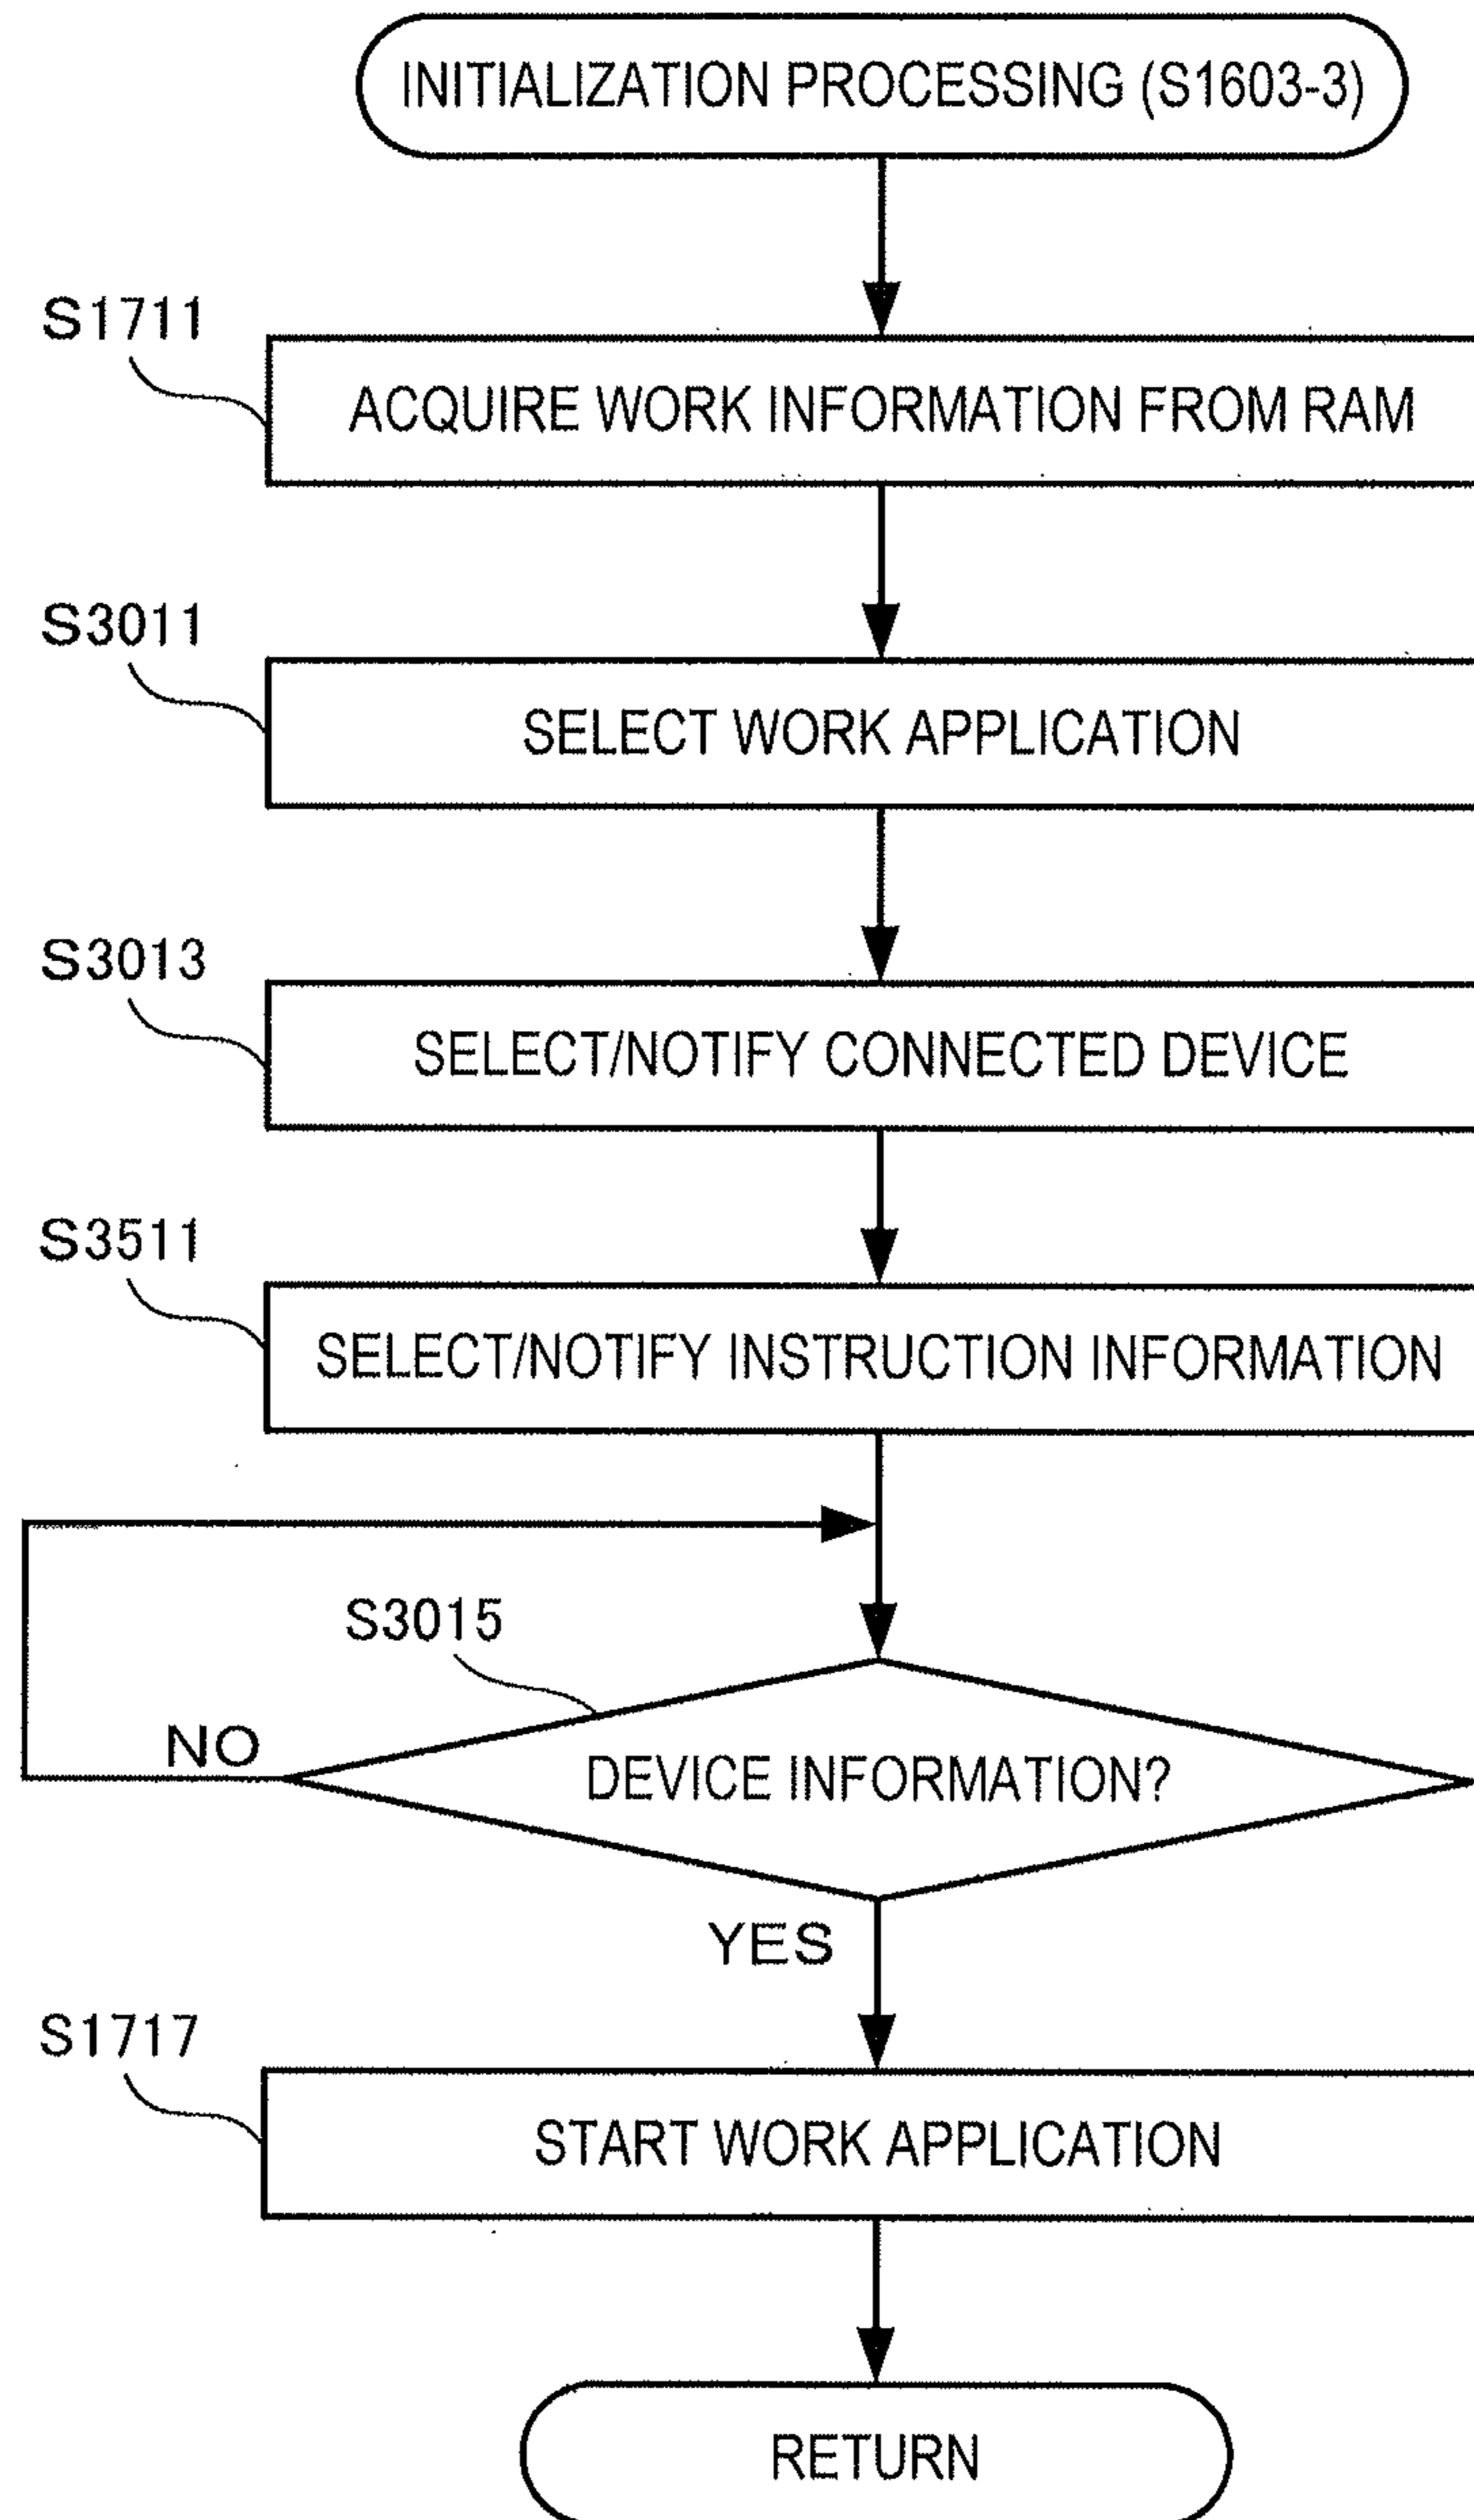 INITIALIZATION PROCESSING (S1603-3)
S1711
ACQUIRE WORK INFORMATION FROM RAM
S3011
SELECT WORK APPLICATION
S3013
SELECT/NOTIFY CONNECTED DEVICE
S3511
SELECT/NOTIFY INSTRUCTION INFORMATION
S3015
NO
DEVICE INFORMATION?
YES
S1717
START WORK APPLICATION
RETURN